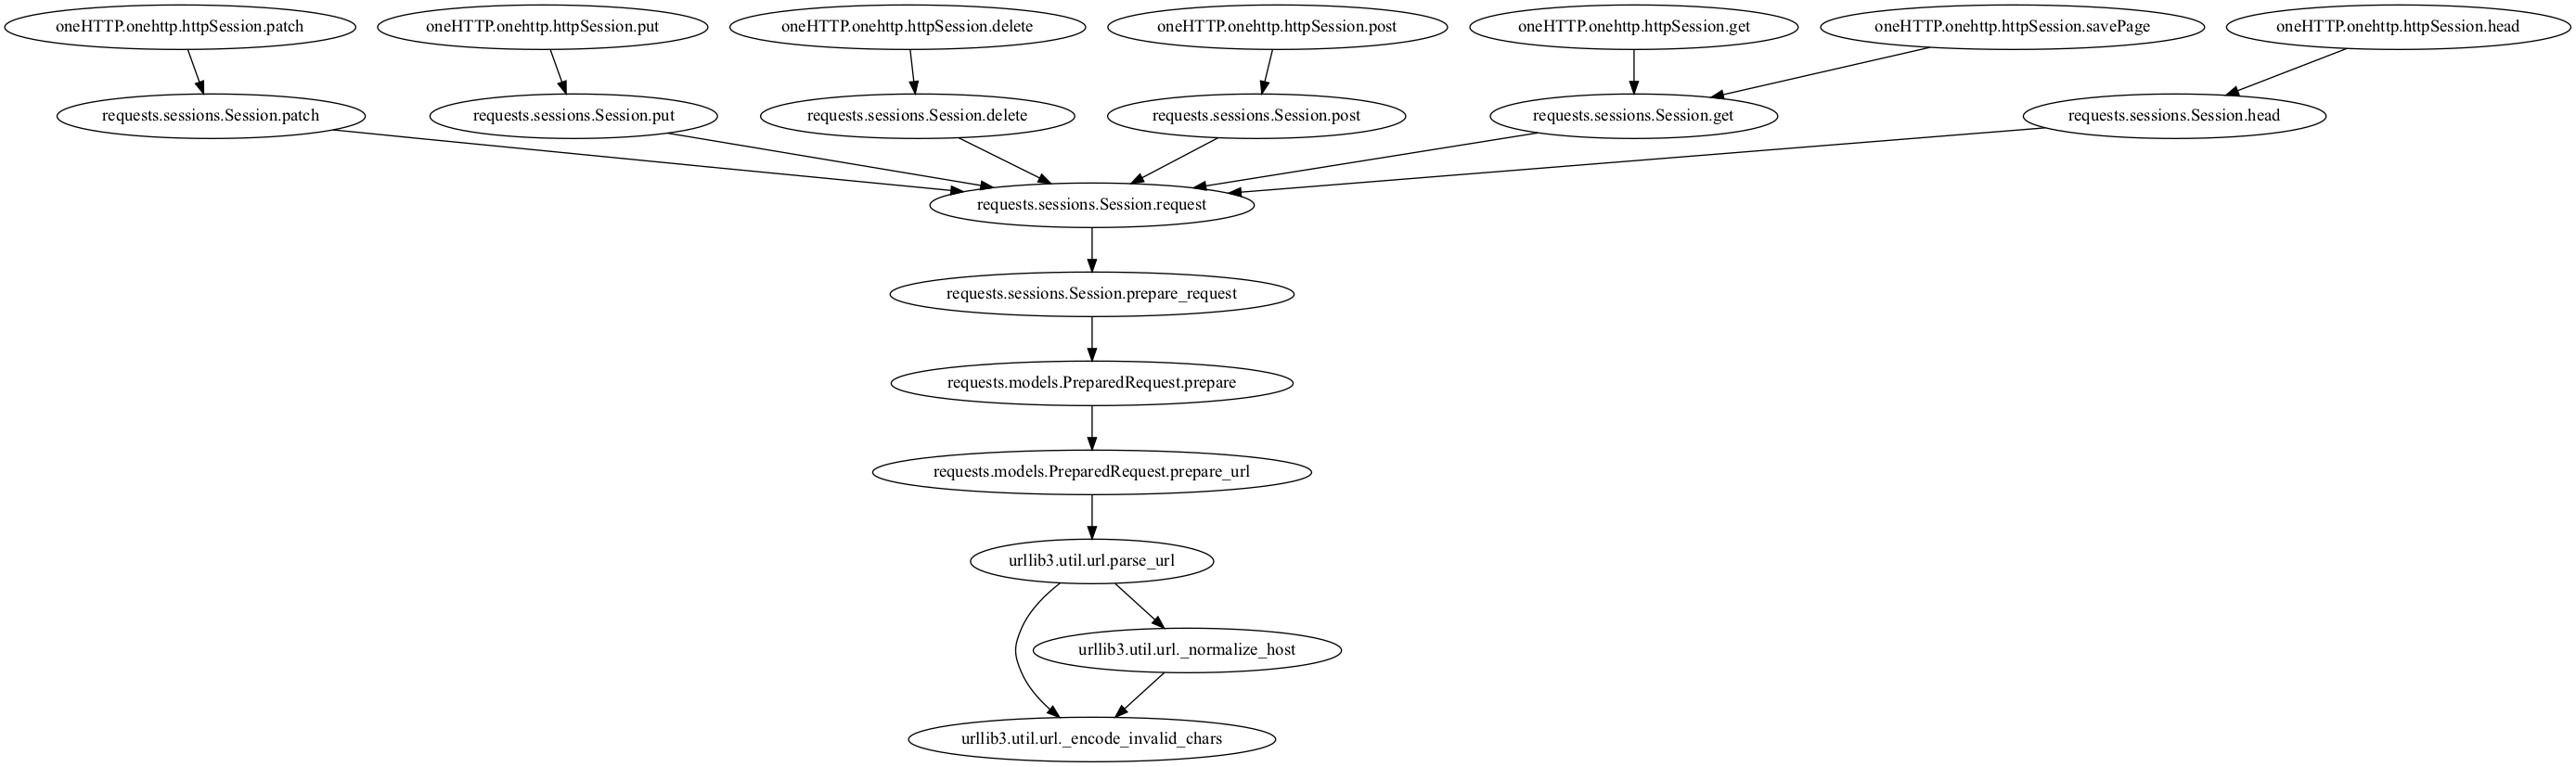 oneHTTP.onehttp.httpSession.patch
oneHTTP.onehttp.httpSession.put
oneHTTP.onehttp.httpSession.delete
oneHTTP.onehttp.httpSession.post
oneHTTP.onehttp.httpSession.get
oneHTTP.onehttp.httpSession.savePage
oneHTTP.onehttp.httpSession.head
requests.sessions.Session.patch
requests.sessions.Session.put
requests.sessions.Session.delete
requests.sessions.Session.post
requests.sessions.Session.get
requests.sessions.Session.head
requests.sessions.Session.request
requests.sessions.Session.prepare_request
requests.models.PreparedRequest.prepare
requests.models.PreparedRequest.prepare_url
urllib3.util.url.parse_url
urllib3.util.url._normalize_host
urllib3.util.url._encode_invalid_chars